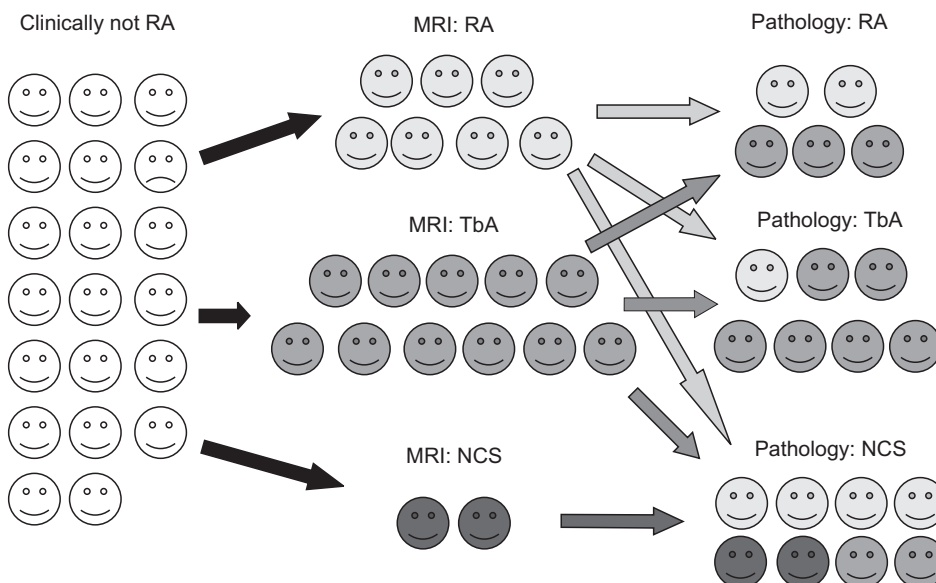 Clinically not RA
MRI: RA
Pathology: RA
MRI: TbA
Pathology: TbA
MRI: NCS
Pathology: NCS